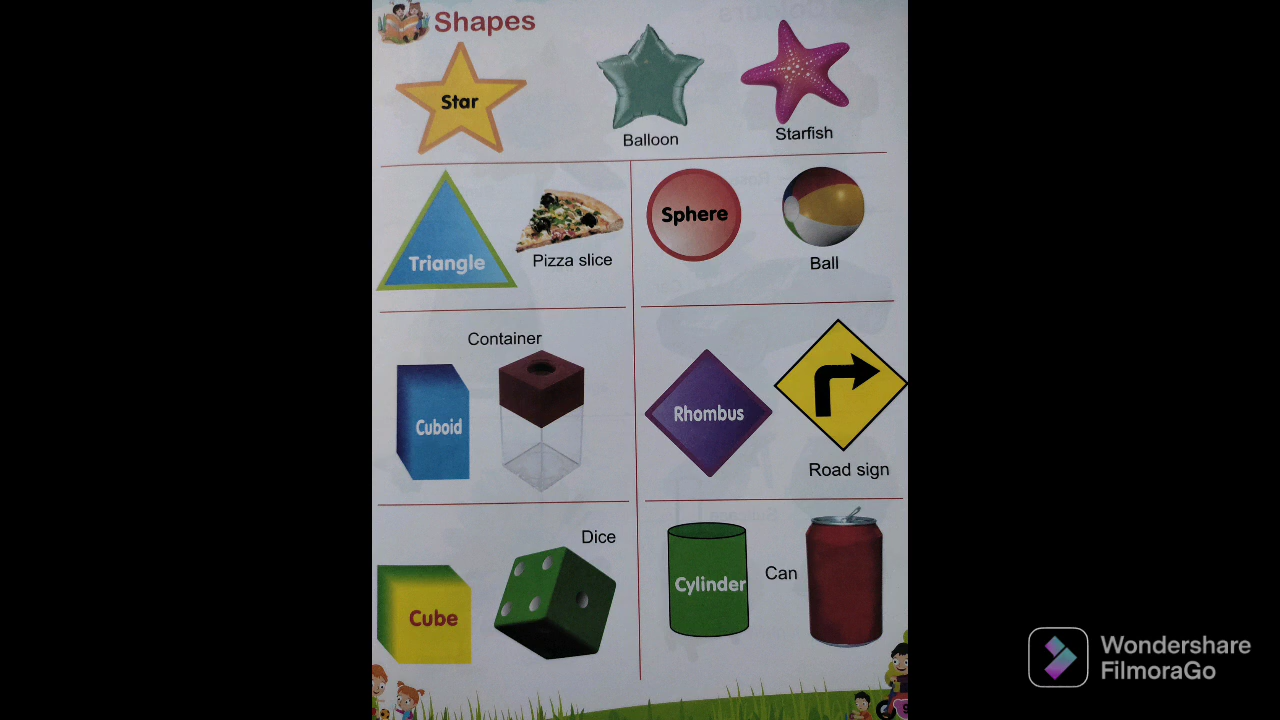 Shapes
Star
Balloon
Starfish
Triangle
Pizza slice
Sphere
Ball
Container
Cuboid
Rhombus
Road sign
Dice
Cube
Cylinder
Can
Wondershare
FilmoraGo